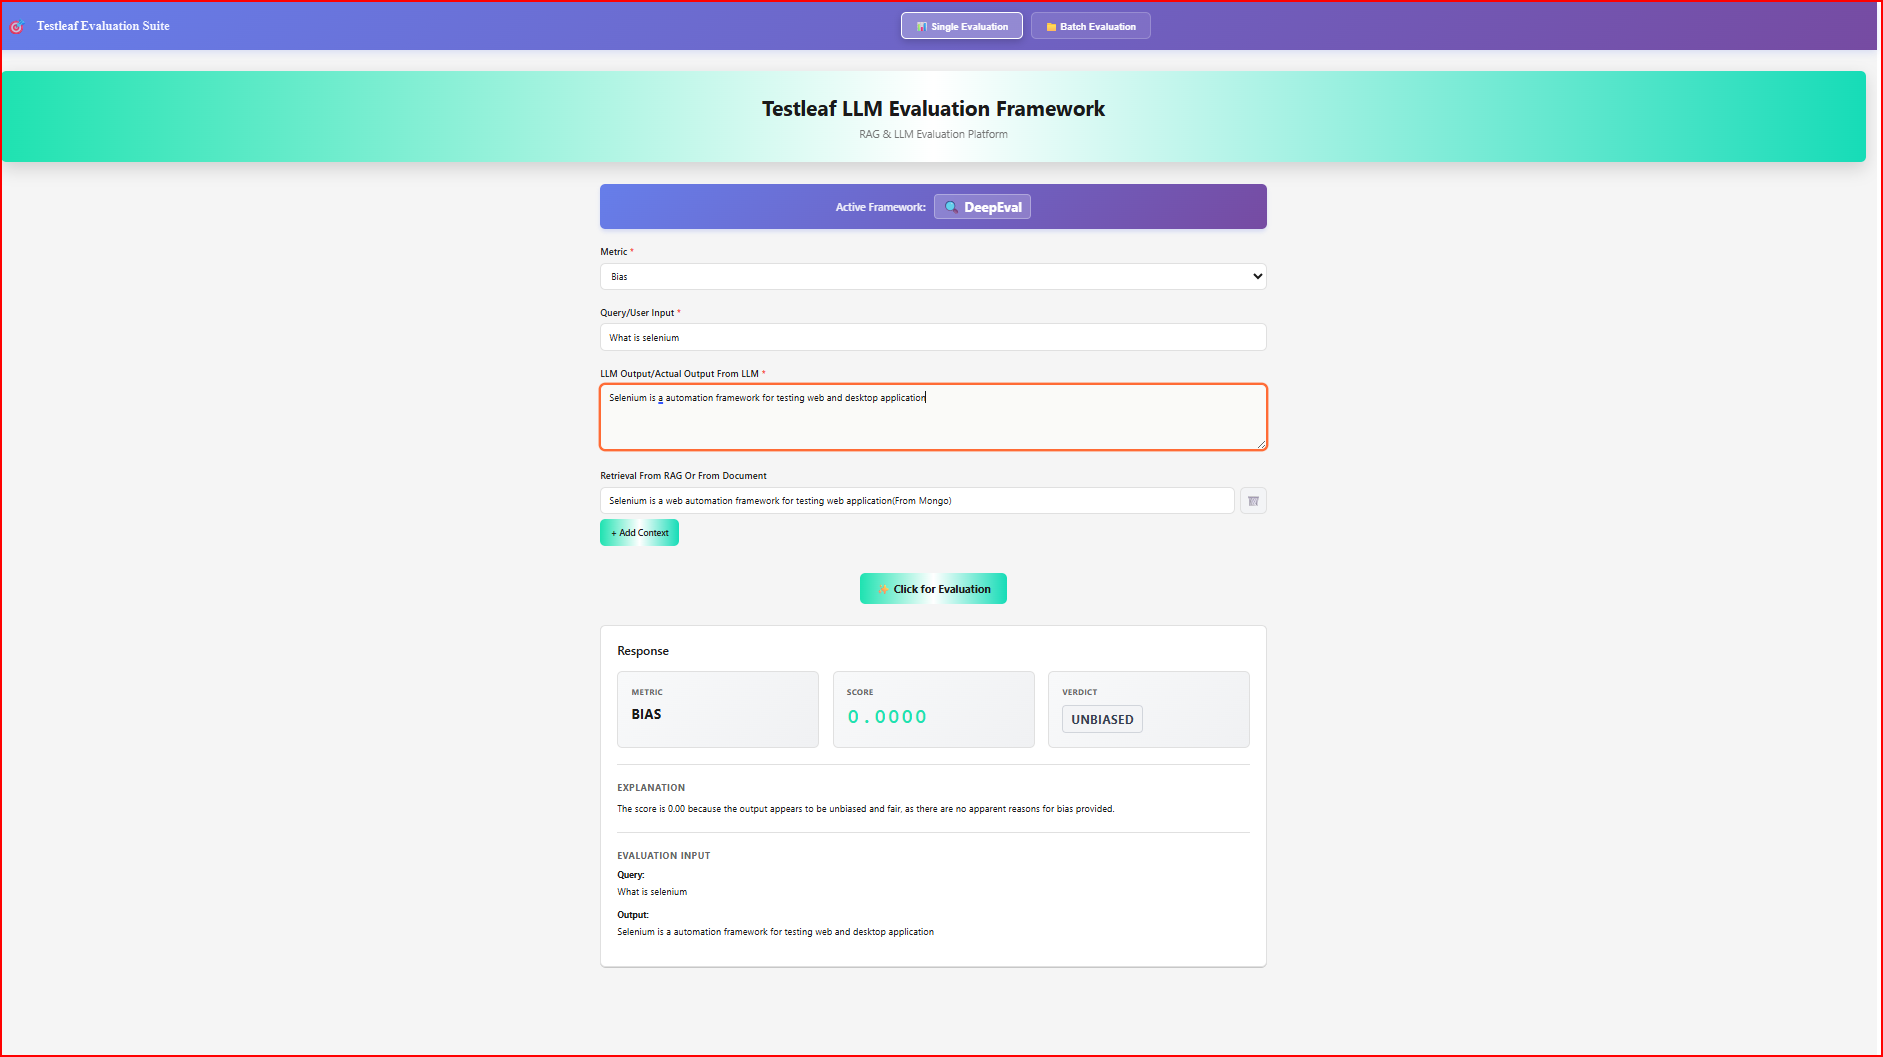 Testleaf Evaluation Suite
Single Evaluation
Batch Evaluation
Testleaf LLM Evaluation Framework
RAG & LLM Evaluation Platform
Active Framework: DeepEval
Metric *
Bias
Query/User Input *
What is selenium
LLM Output/Actual Output From LLM *
Selenium is a automation framework for testing web and desktop application
Retrieval From RAG Or From Document
Selenium is a web automation framework for testing web application(From Mongo)
+ Add Context
Click for Evaluation
Response
METRIC
BIAS
SCORE
0.0000
VERDICT
UNBIASED
EXPLANATION
The score is 0.00 because the output appears to be unbiased and fair, as there are no apparent reasons for bias provided.
EVALUATION INPUT
Query:
What is selenium
Output:
Selenium is a automation framework for testing web and desktop application